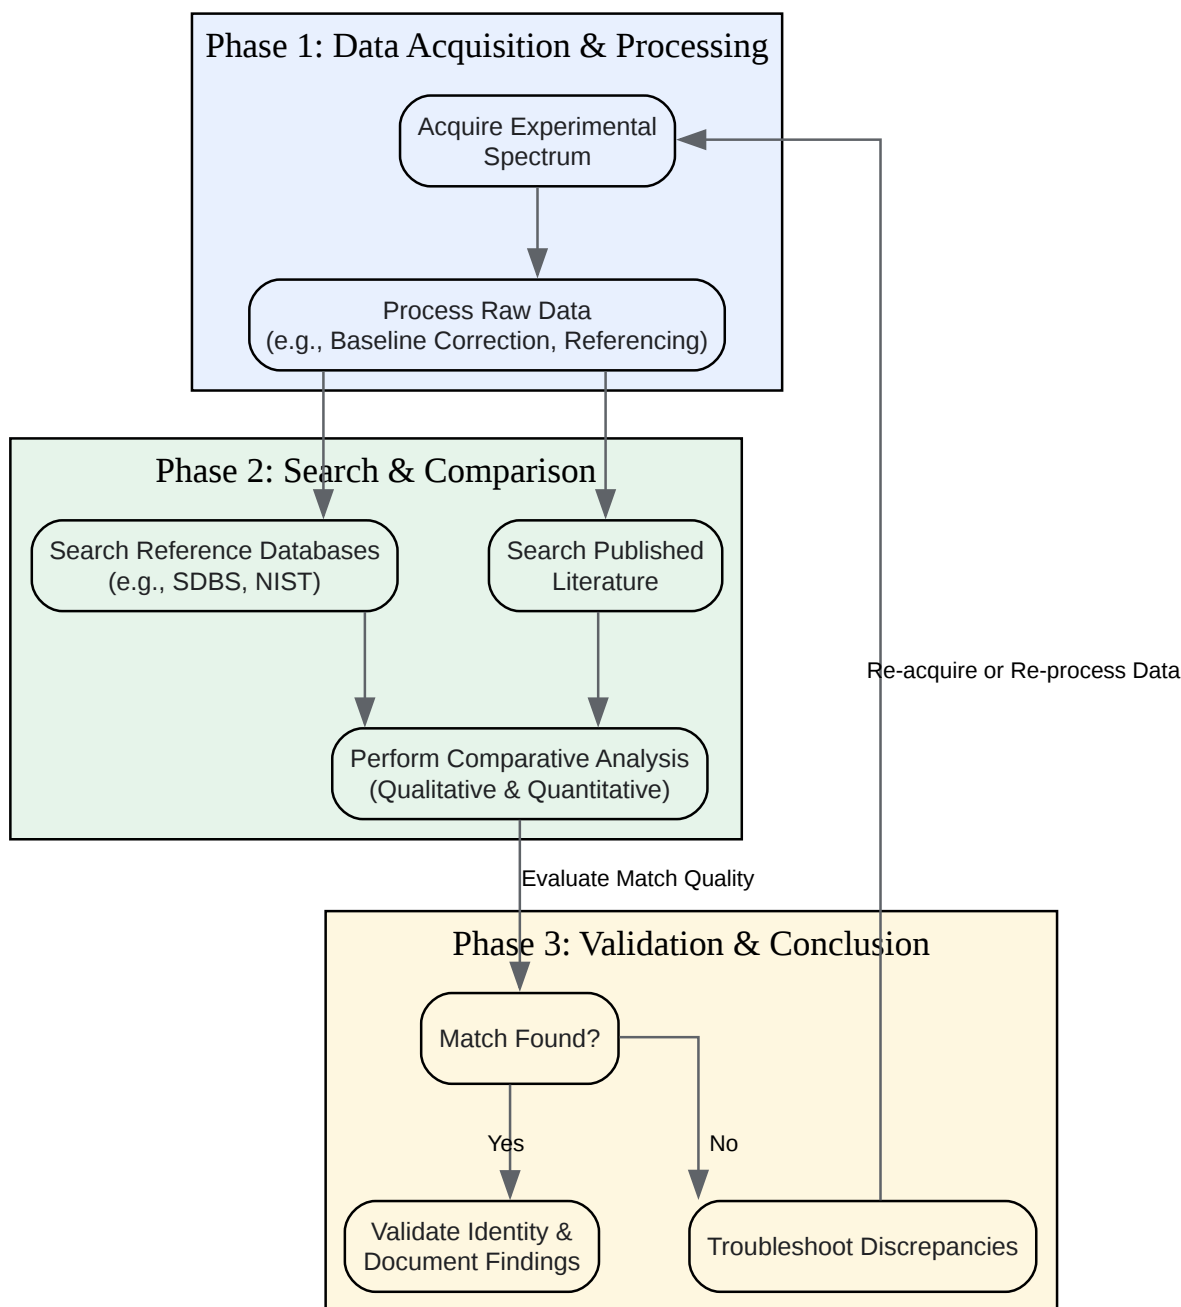 Phase 1: Data Acquisition & Processing
Acquire Experimental
Spectrum
Process Raw Data
(e.g., Baseline Correction, Referencing)
Phase 2: Search & Comparison
Search Reference Databases
(e.g., SDBS, NIST)
Search Published
Literature
Re-acquire or Re-process Data
Perform Comparative Analysis
(Qualitative & Quantitative)
Evaluate Match Quality
Phase 3: Validation & Conclusion
Match Found?
Yes
No
Validate Identity &
Document Findings
Troubleshoot Discrepancies